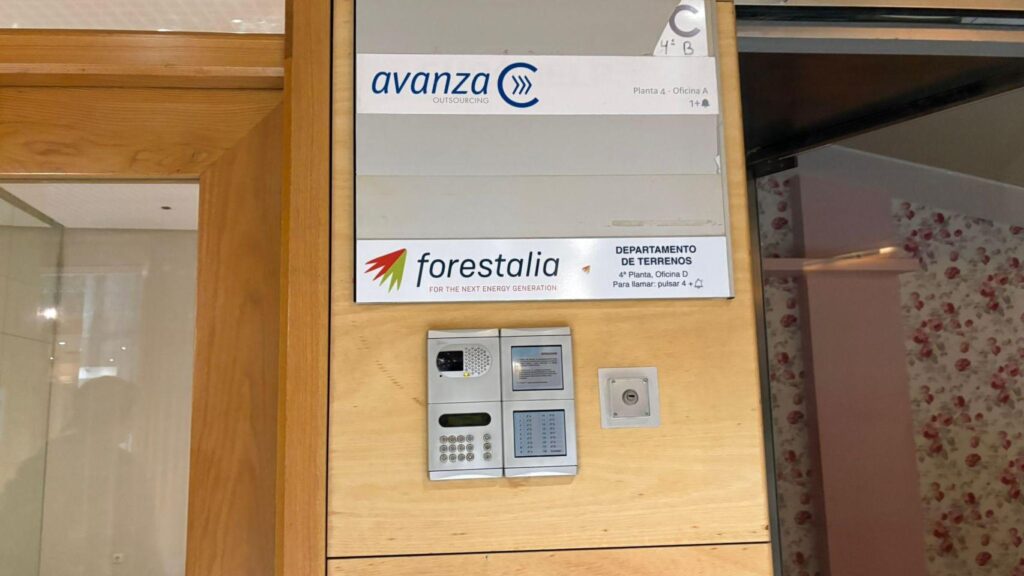 C
4ª B
avanza
OUTSOURCING
Planta 4 - Oficina A
1+
forestalia
FOR THE NEXT ENERGY GENERATION
DEPARTAMENTO
DE TERRENOS
4ª Planta, Oficina D
Para llamar: pulsar 4 +